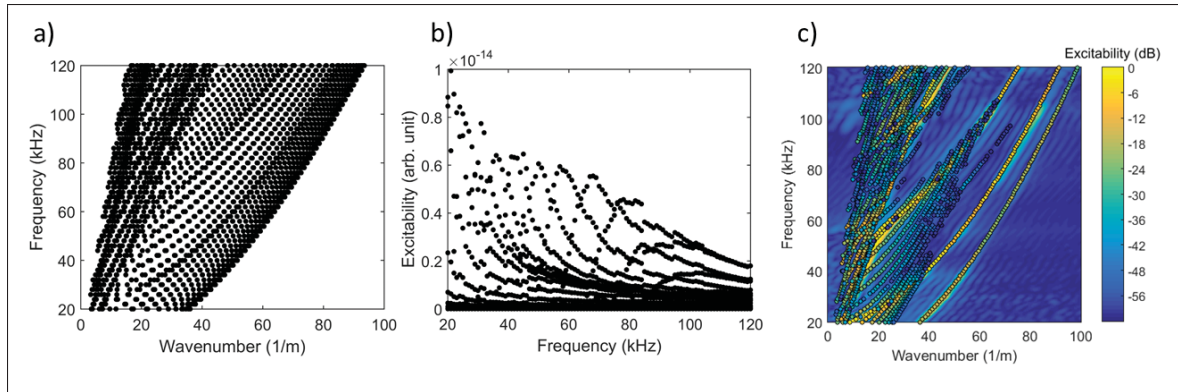 a)
120
100
80
60
40
20
Frequency (kHz)
0 20 40 60 80 100
Wavenumber (1/m)
b)
×10⁻¹⁴
1
0.8
0.6
0.4
0.2
0
Excitability (arb. unit)
20 40 60 80 100 120
Frequency (kHz)
c)
120
100
80
60
40
20
Frequency (kHz)
0 20 40 60 80 100
Wavenumber (1/m)
Excitability (dB)
0
-6
-12
-18
-24
-30
-36
-42
-48
-56